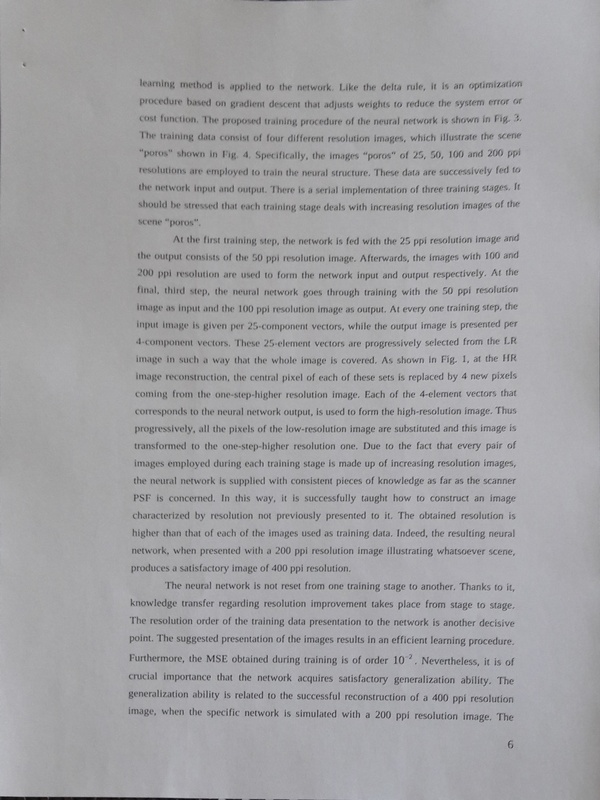 learning method is applied to the network. Like the delta rule, it is an optimization
procedure based on gradient descent that adjusts weights to reduce the system error or
cost function. The proposed training procedure of the neural network is shown in Fig. 3.
The training data consist of four different resolution images, which illustrate the scene
"poros" shown in Fig. 4. Specifically, the images "poros" of 25, 50, 100 and 200 ppi
resolutions are employed to train the neural structure. These data are successively fed to
the network input and output. There is a serial implementation of three training stages. It
should be stressed that each training stage deals with increasing resolution images of the
scene "poros".
At the first training step, the network is fed with the 25 ppi resolution image and
the output consists of the 50 ppi resolution image. Afterwards, the images with 100 and
200 ppi resolution are used to form the network input and output respectively. At the
final, third step, the neural network goes through training with the 50 ppi resolution
image as input and the 100 ppi resolution image as output. At every one training step, the
input image is given per 25-component vectors, while the output image is presented per
4-component vectors. These 25-element vectors are progressively selected from the LR
image in such a way that the whole image is covered. As shown in Fig. 1, at the HR
image reconstruction, the central pixel of each of these sets is replaced by 4 new pixels
coming from the one-step-higher resolution image. Each of the 4-element vectors that
corresponds to the neural network output, is used to form the high-resolution image. Thus
progressively, all the pixels of the low-resolution image are substituted and this image is
transformed to the one-step-higher resolution one. Due to the fact that every pair of
images employed during each training stage is made up of increasing resolution images,
the neural network is supplied with consistent pieces of knowledge as far as the scanner
PSF is concerned. In this way, it is successfully taught how to construct an image
characterized by resolution not previously presented to it. The obtained resolution is
higher than that of each of the images used as training data. Indeed, the resulting neural
network, when presented with a 200 ppi resolution image illustrating whatsoever scene,
produces a satisfactory image of 400 ppi resolution.
The neural network is not reset from one training stage to another. Thanks to it,
knowledge transfer regarding resolution improvement takes place from stage to stage.
The resolution order of the training data presentation to the network is another decisive
point. The suggested presentation of the images results in an efficient learning procedure.
Furthermore, the MSE obtained during training is of order 10⁻². Nevertheless, it is of
crucial importance that the network acquires satisfactory generalization ability. The
generalization ability is related to the successful reconstruction of a 400 ppi resolution
image, when the specific network is simulated with a 200 ppi resolution image. The
6